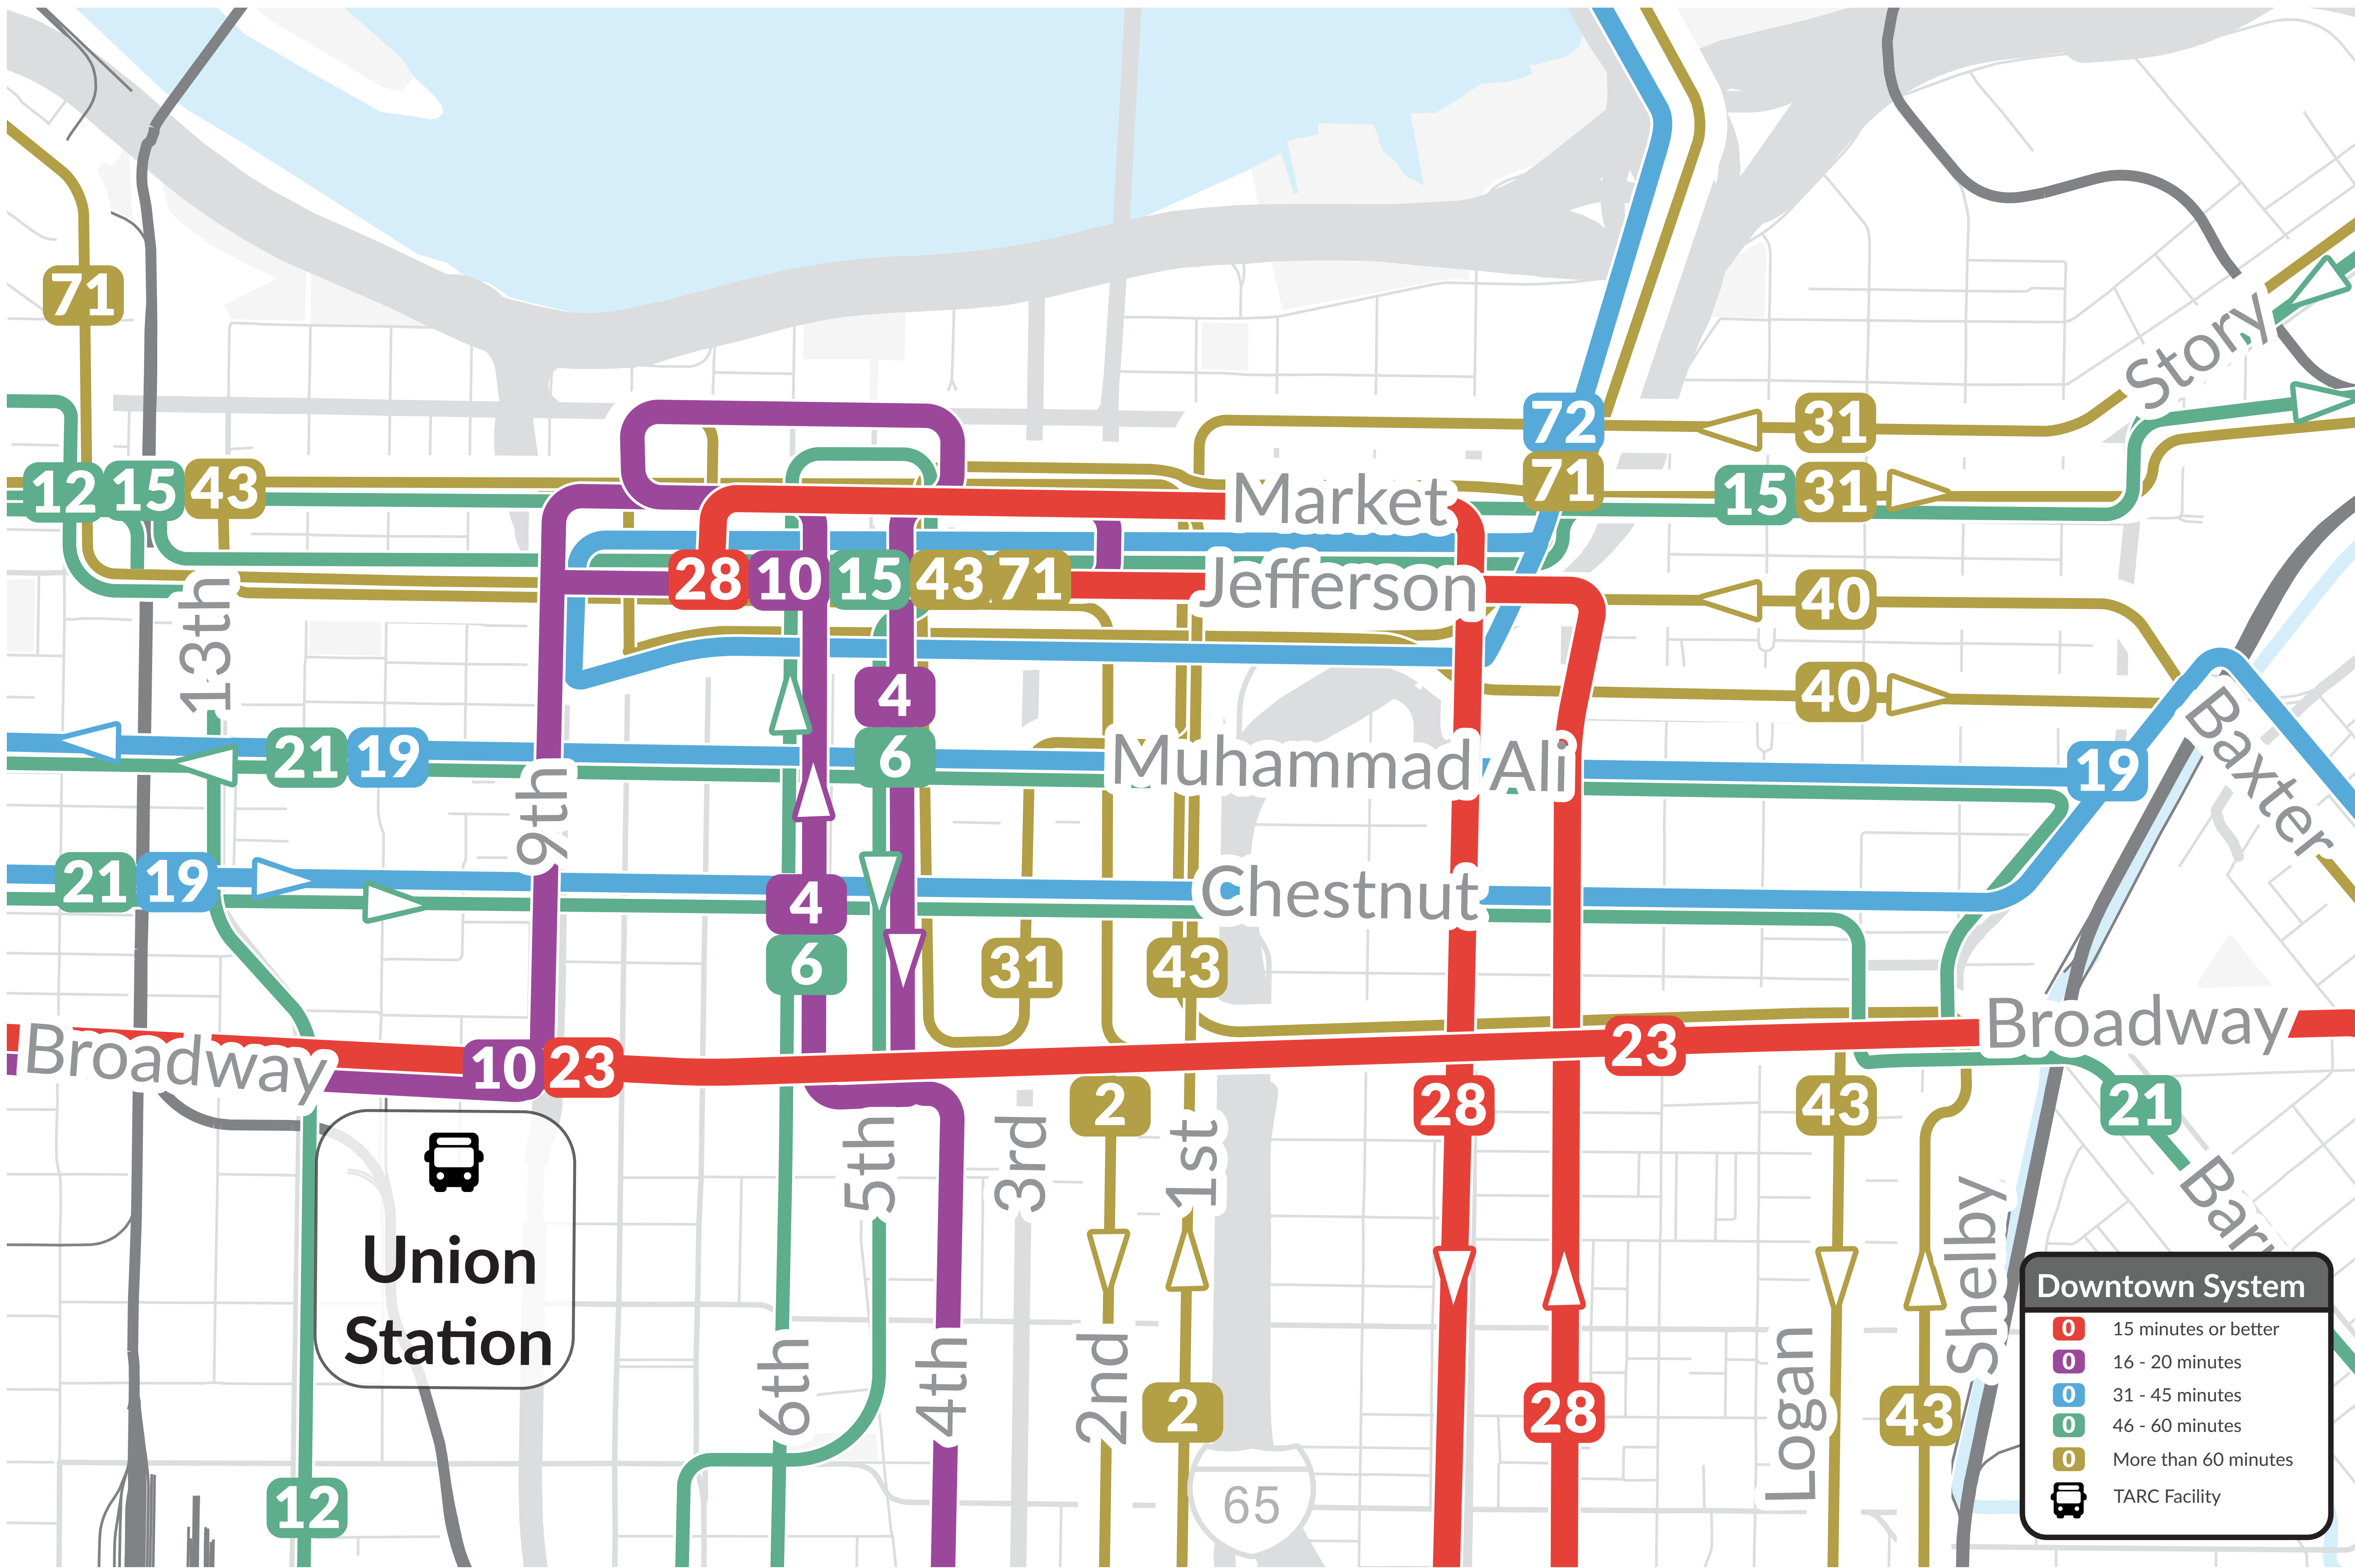 71
72
31
Story
12 15 43
Market
71
15 31
28 10 15 43 71
Jefferson
40
13th
4
40
21 19
6
Muhammad Ali
19
Baxter
9th
21 19
4
Chestnut
6
31
43
Broadway
10 23
23
Broadway
2
28
43
21
5th
3rd
1st
Union
Station
Shelby
6th
4th
2nd
Logan
2
28
43
12
65
Downtown System
0 15 minutes or better
0 16 - 20 minutes
0 31 - 45 minutes
0 46 - 60 minutes
0 More than 60 minutes
TARC Facility